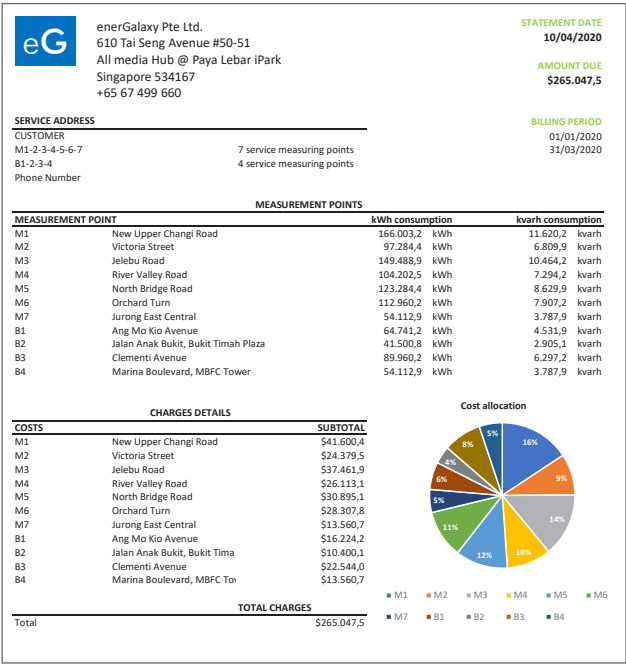 eG
enerGalaxy Pte Ltd.
610 Tai Seng Avenue #50-51
All media Hub @ Paya Lebar iPark
Singapore 534167
+65 67 499 660
STATEMENT DATE
10/04/2020
AMOUNT DUE
$265.047,5
SERVICE ADDRESS
CUSTOMER
M1-2-3-4-5-6-7 7 service measuring points
B1-2-3-4 4 service measuring points
Phone Number
BILLING PERIOD
01/01/2020
31/03/2020
MEASUREMENT POINTS
MEASUREMENT POINT kWh consumption kvarh consumption
M1 New Upper Changi Road 166.003,2 kWh 11.620,2 kvarh
M2 Victoria Street 97.284,4 kWh 6.809,9 kvarh
M3 Jelebu Road 149.488,9 kWh 10.464,2 kvarh
M4 River Valley Road 104.202,5 kWh 7.294,2 kvarh
M5 North Bridge Road 123.284,4 kWh 8.629,9 kvarh
M6 Orchard Turn 112.960,2 kWh 7.907,2 kvarh
M7 Jurong East Central 54.112,9 kWh 3.787,9 kvarh
B1 Ang Mo Kio Avenue 64.741,2 kWh 4.531,9 kvarh
B2 Jalan Anak Bukit, Bukit Timah Plaza 41.500,8 kWh 2.905,1 kvarh
B3 Clementi Avenue 89.960,2 kWh 6.297,2 kvarh
B4 Marina Boulevard, MBFC Tower 54.112,9 kWh 3.787,9 kvarh
CHARGES DETAILS
COSTS SUBTOTAL
M1 New Upper Changi Road $41.600,4
M2 Victoria Street $24.379,5
M3 Jelebu Road $37.461,9
M4 River Valley Road $26.113,1
M5 North Bridge Road $30.895,1
M6 Orchard Turn $28.307,8
M7 Jurong East Central $13.560,7
B1 Ang Mo Kio Avenue $16.224,2
B2 Jalan Anak Bukit, Bukit Tima $10.400,1
B3 Clementi Avenue $22.544,0
B4 Marina Boulevard, MBFC Tov $13.560,7
TOTAL CHARGES
Total $265.047,5
Cost allocation
16%
9%
14%
10%
12%
11%
5%
6%
4%
8%
5%
M1 M2 M3 M4 M5 M6
M7 B1 B2 B3 B4